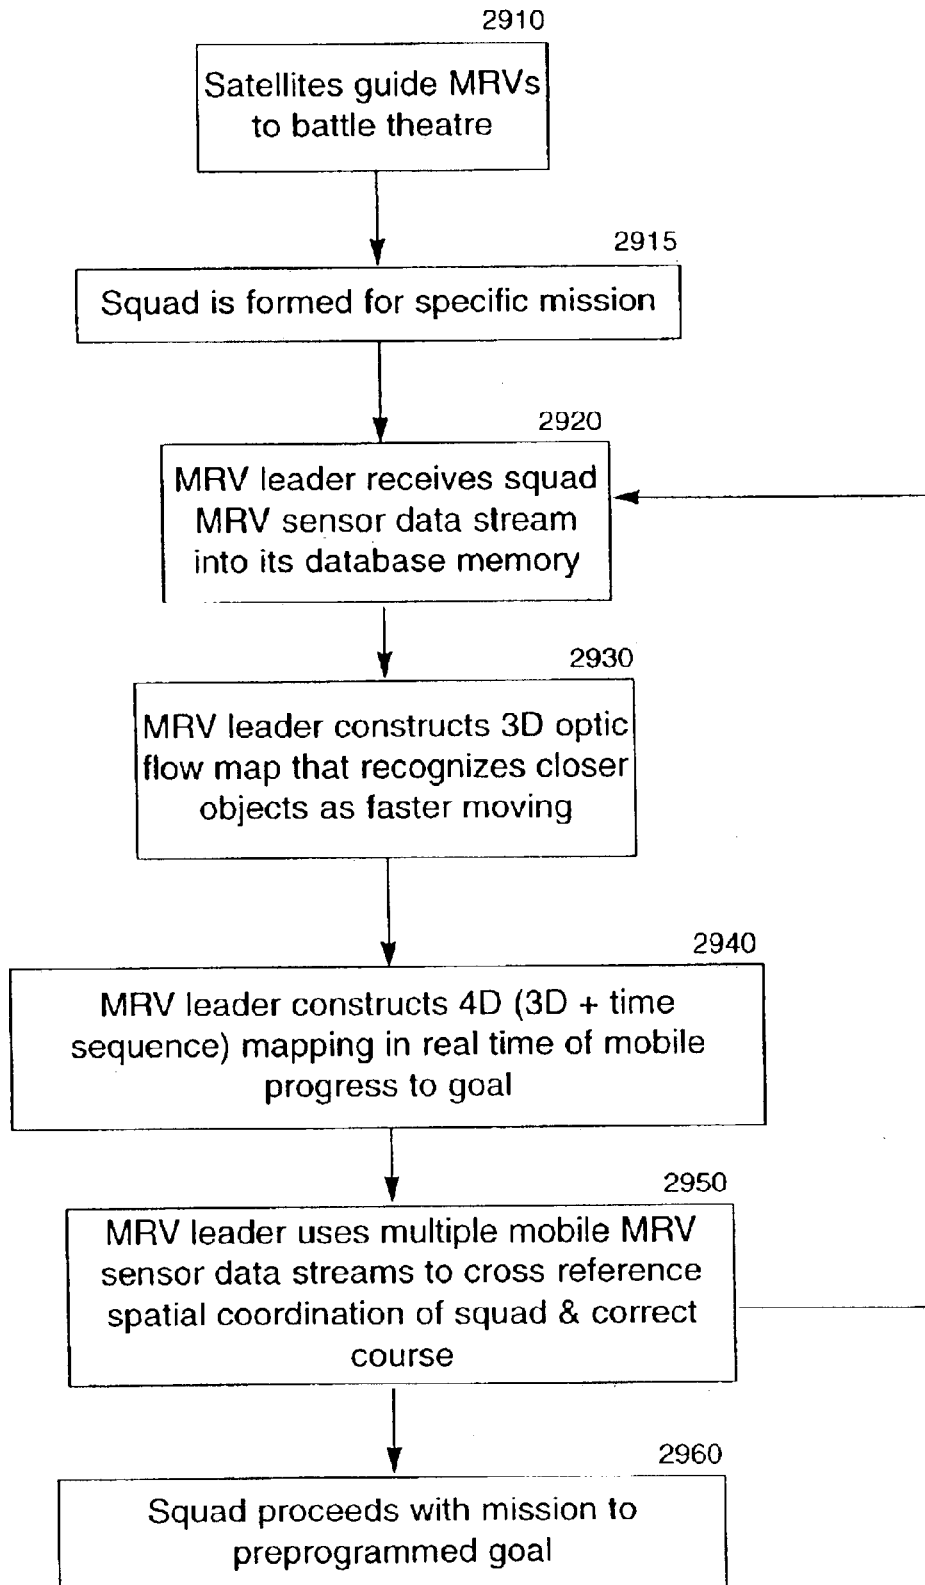 2910
Satellites guide MRVs
to battle theatre
2915
Squad is formed for specific mission
2920
MRV leader receives squad
MRV sensor data stream
into its database memory
2930
MRV leader constructs 3D optic
flow map that recognizes closer
objects as faster moving
2940
MRV leader constructs 4D (3D + time
sequence) mapping in real time of mobile
progress to goal
2950
MRV leader uses multiple mobile MRV
sensor data streams to cross reference
spatial coordination of squad & correct
course
2960
Squad proceeds with mission to
preprogrammed goal